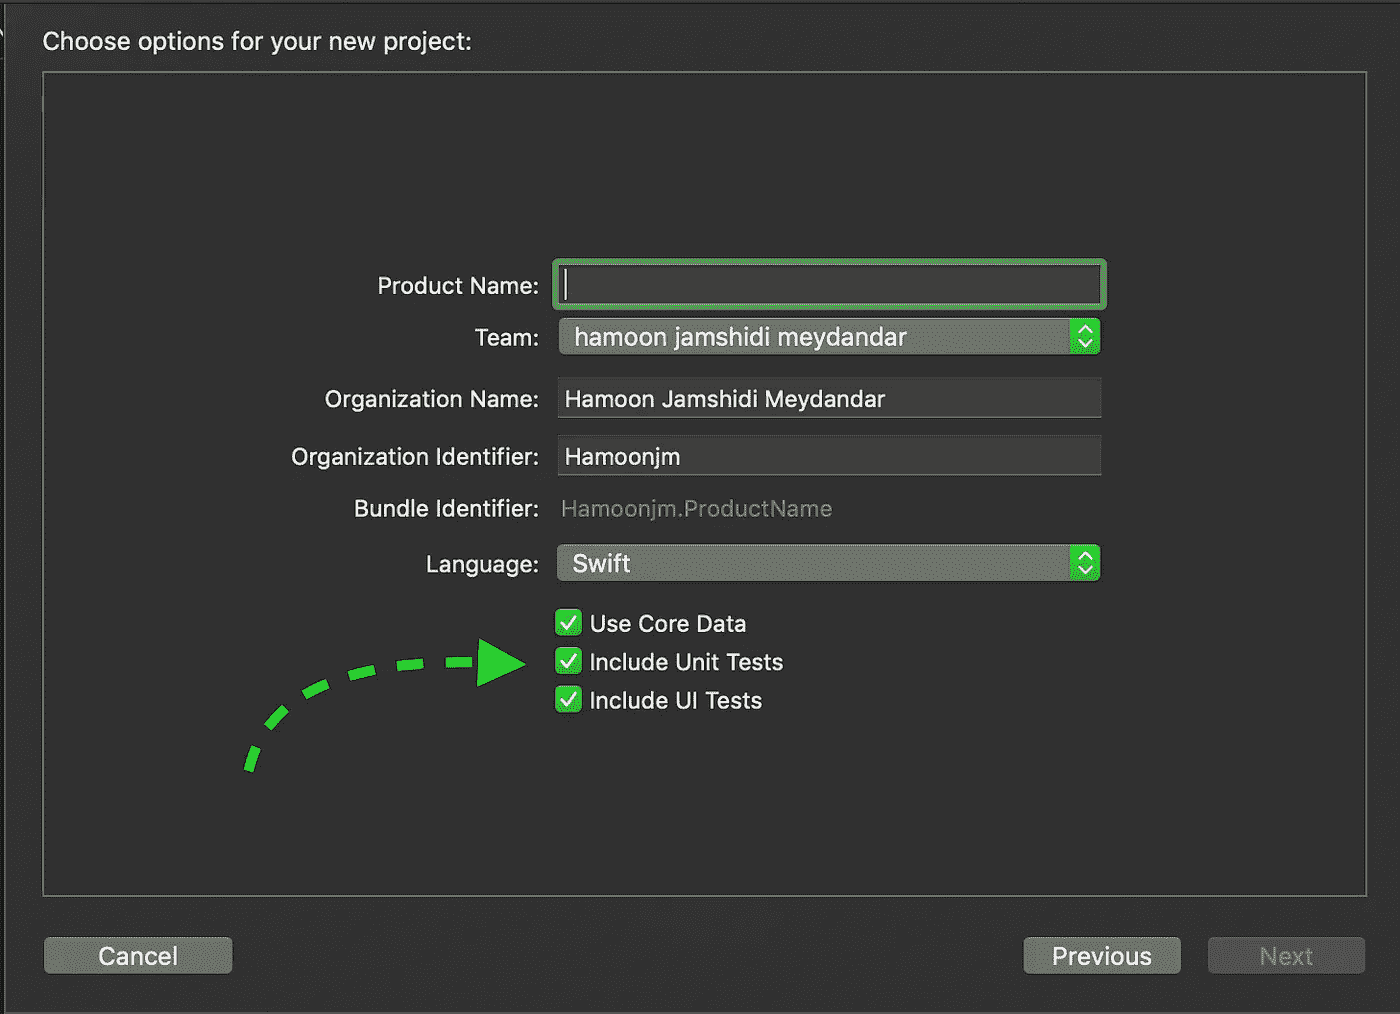 Choose options for your new project:
Product Name:
Team: hamoon jamshidi meydandar
Organization Name: Hamoon Jamshidi Meydandar
Organization Identifier: Hamoonjm
Bundle Identifier: Hamoonjm.ProductName
Language: Swift
Use Core Data
Include Unit Tests
Include UI Tests
Cancel Previous Next